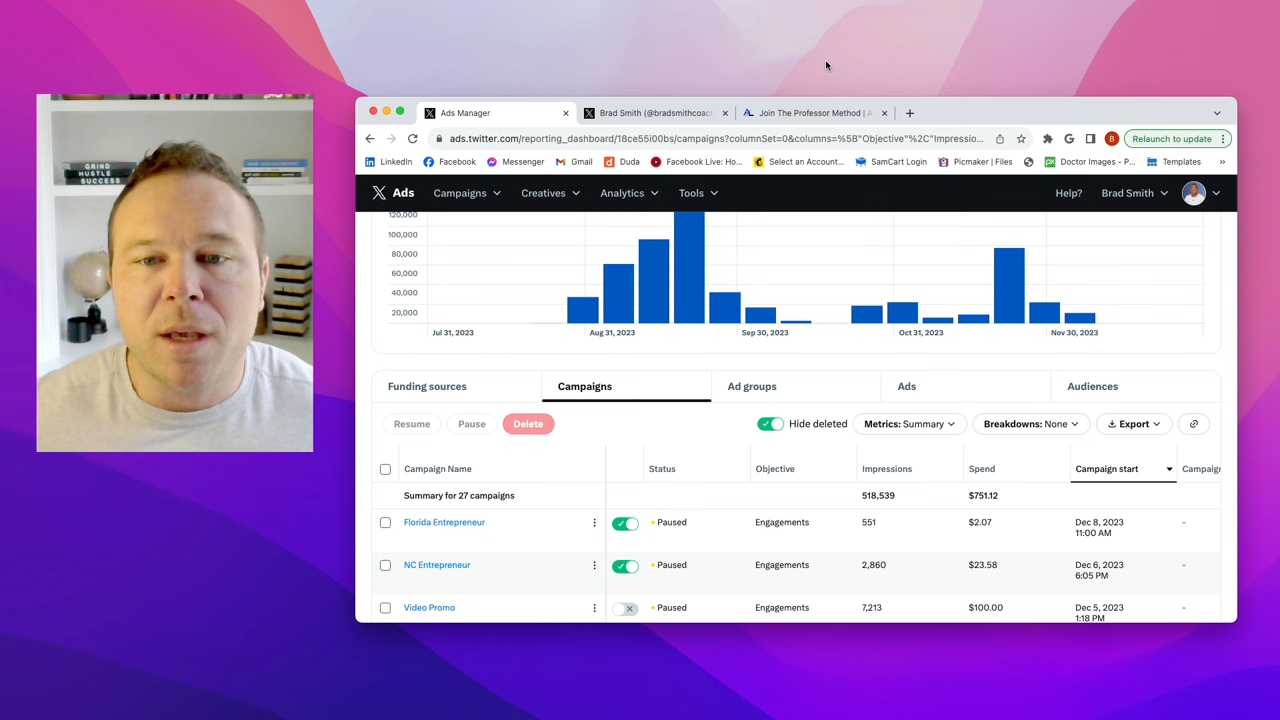 GRIND
HUSTLE
SUCCESS
Ads Manager
Brad Smith (@bradsmithcoach
Join The Professor Method | A
ads.twitter.com/reporting_dashboard/18ce55i00bs/campaigns?columnSet=0&columns=%5B"Objective"%2C"Impressio...
Relaunch to update
LinkedIn Facebook Messenger Gmail Duda Facebook Live: Ho... Select an Account... SamCart Login Picmaker | Files Doctor Images - P... Templates »
X Ads Campaigns Creatives Analytics Tools Help? Brad Smith
120,000
100,000
80,000
60,000
40,000
20,000
Jul 31, 2023 Aug 31, 2023 Sep 30, 2023 Oct 31, 2023 Nov 30, 2023
Funding sources Campaigns Ad groups Ads Audiences
Resume Pause Delete Hide deleted Metrics: Summary Breakdowns: None Export
Campaign Name Status Objective Impressions Spend Campaign start Campaig
Summary for 27 campaigns 518,539 $751.12
Florida Entrepreneur Paused Engagements 551 $2.07 Dec 8, 2023 -
11:00 AM
NC Entrepreneur Paused Engagements 2,860 $23.58 Dec 6, 2023 -
6:05 PM
Video Promo Paused Engagements 7,213 $100.00 Dec 5, 2023 -
1:18 PM